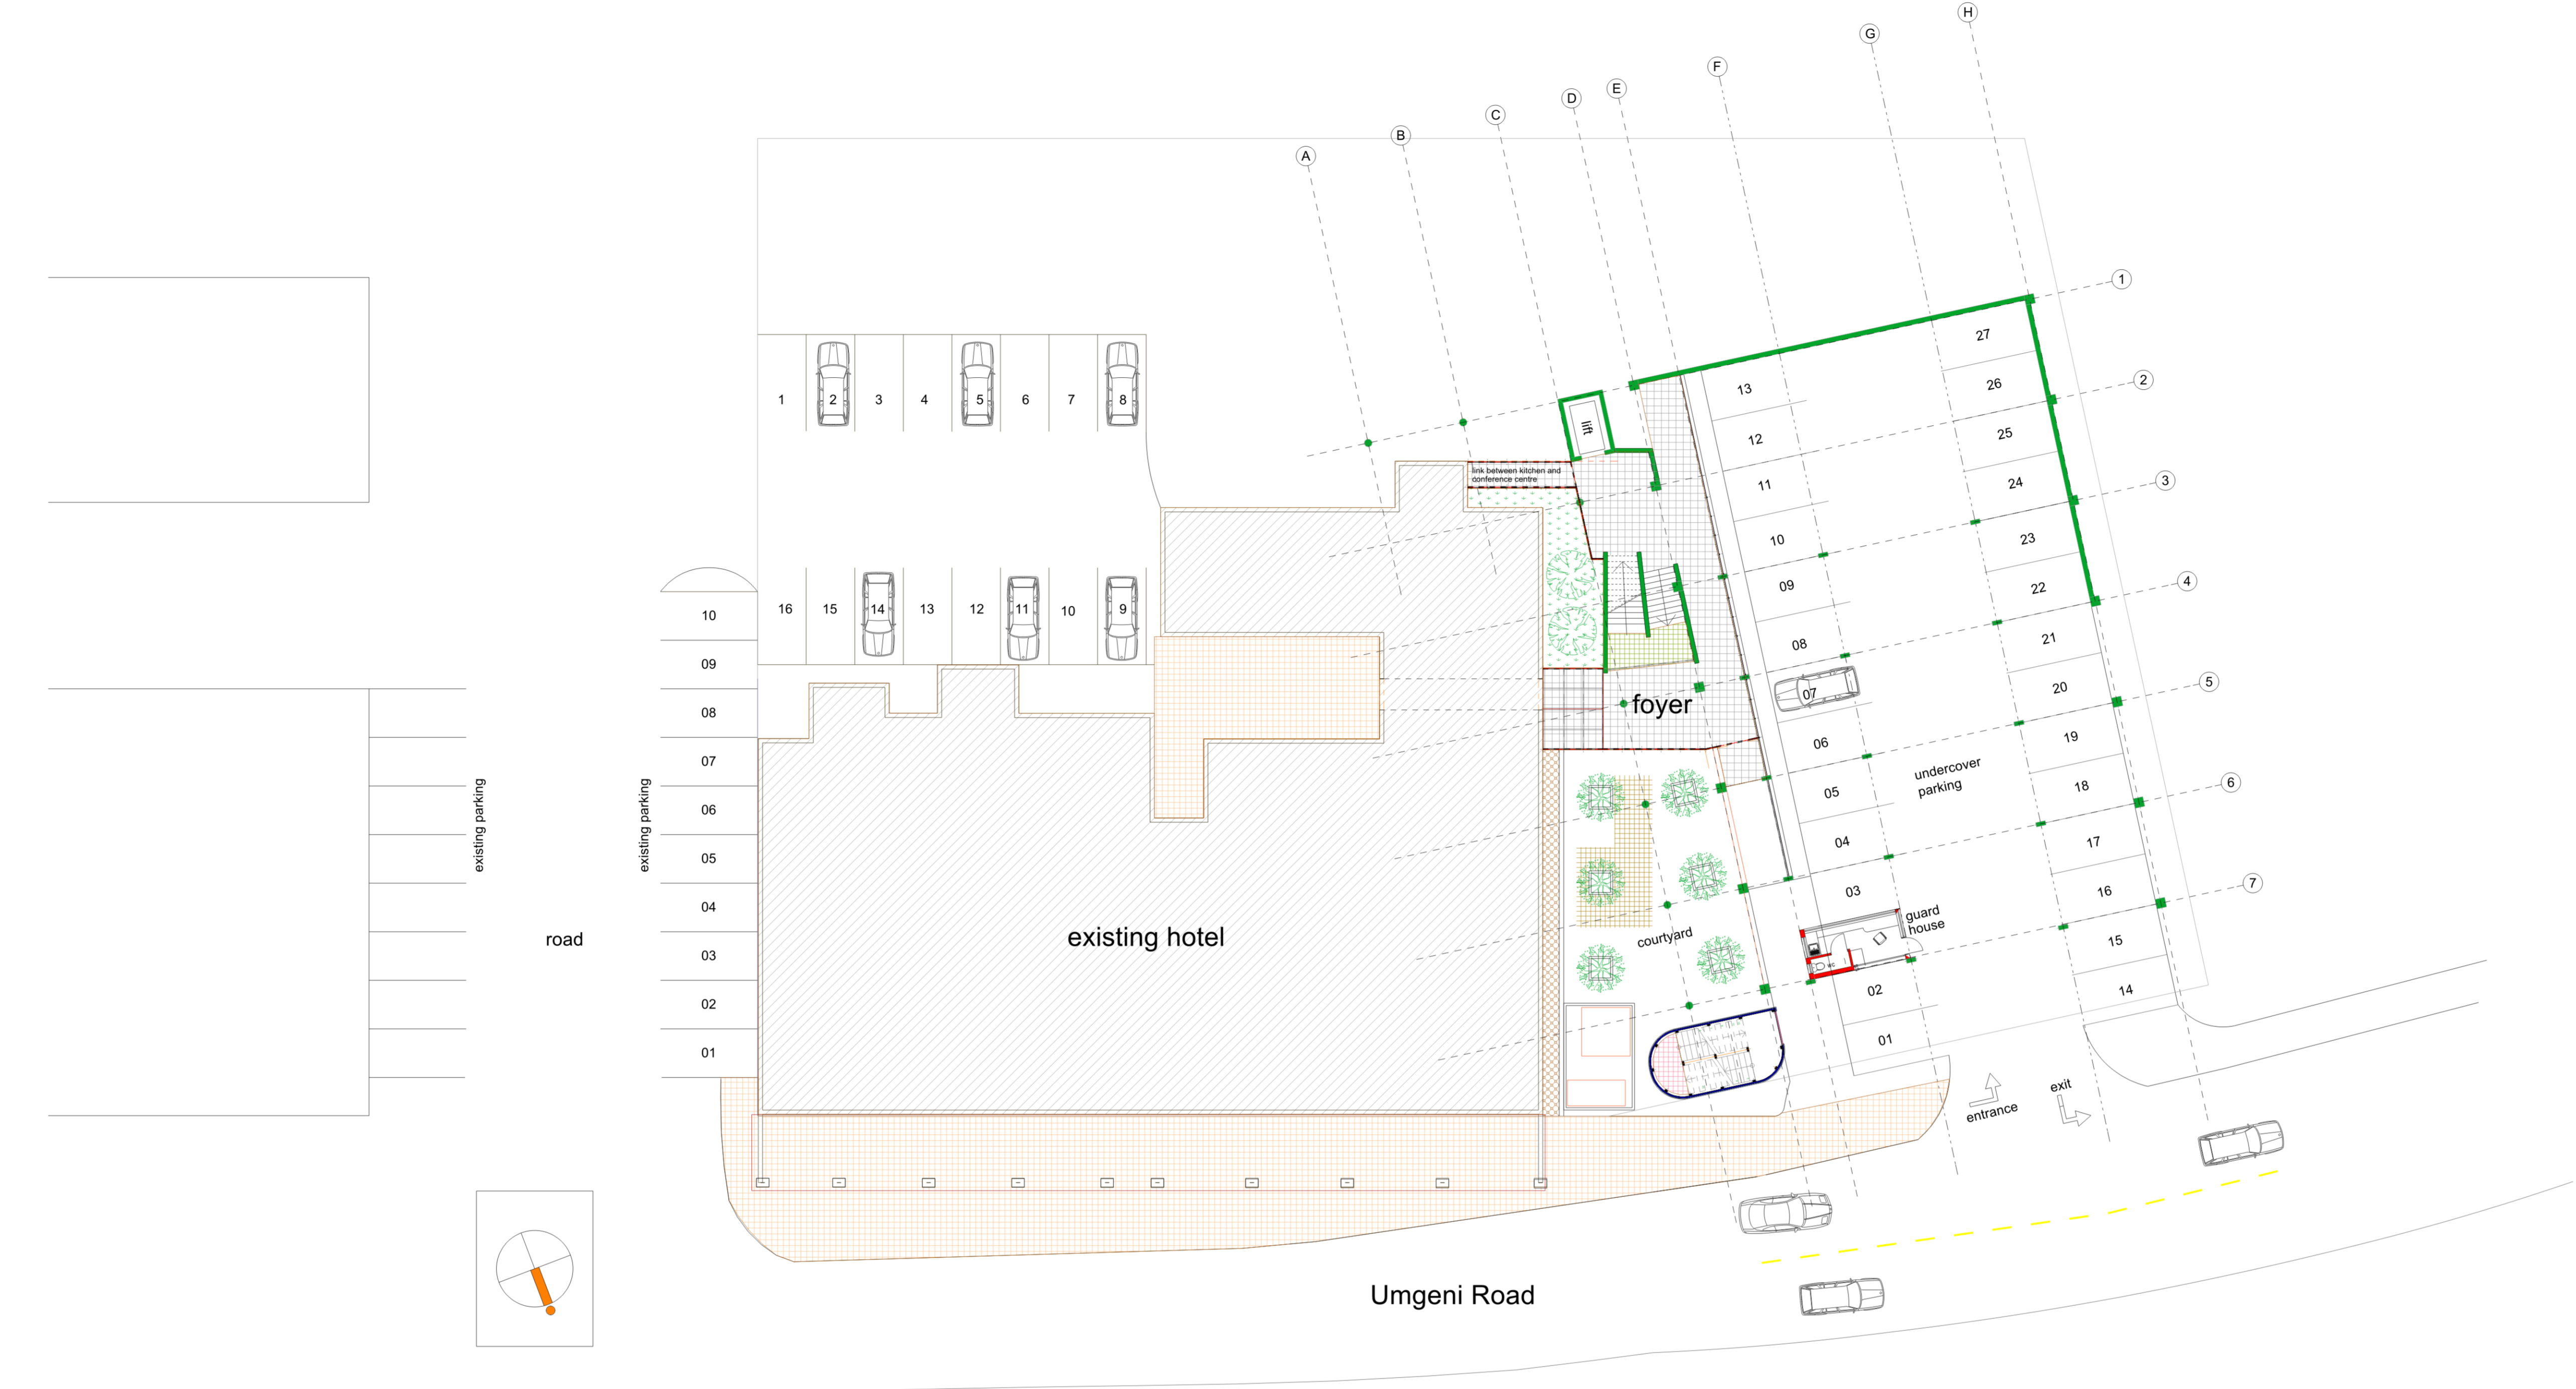 H
G
F
E
D
C
B
A
1
2
3
4
5
6
7
27
26
25
24
23
22
21
20
19
18
17
16
15
14
13
12
11
10
09
08
07
06
05
04
03
02
01
1
2
3
4
5
6
7
8
16
15
14
13
12
11
10
9
10
09
08
07
06
05
04
03
02
01
lift
link between kitchen and
conference centre
foyer
undercover
parking
guard
house
wc
courtyard
existing parking
existing parking
road
existing hotel
entrance
exit
Umgeni Road